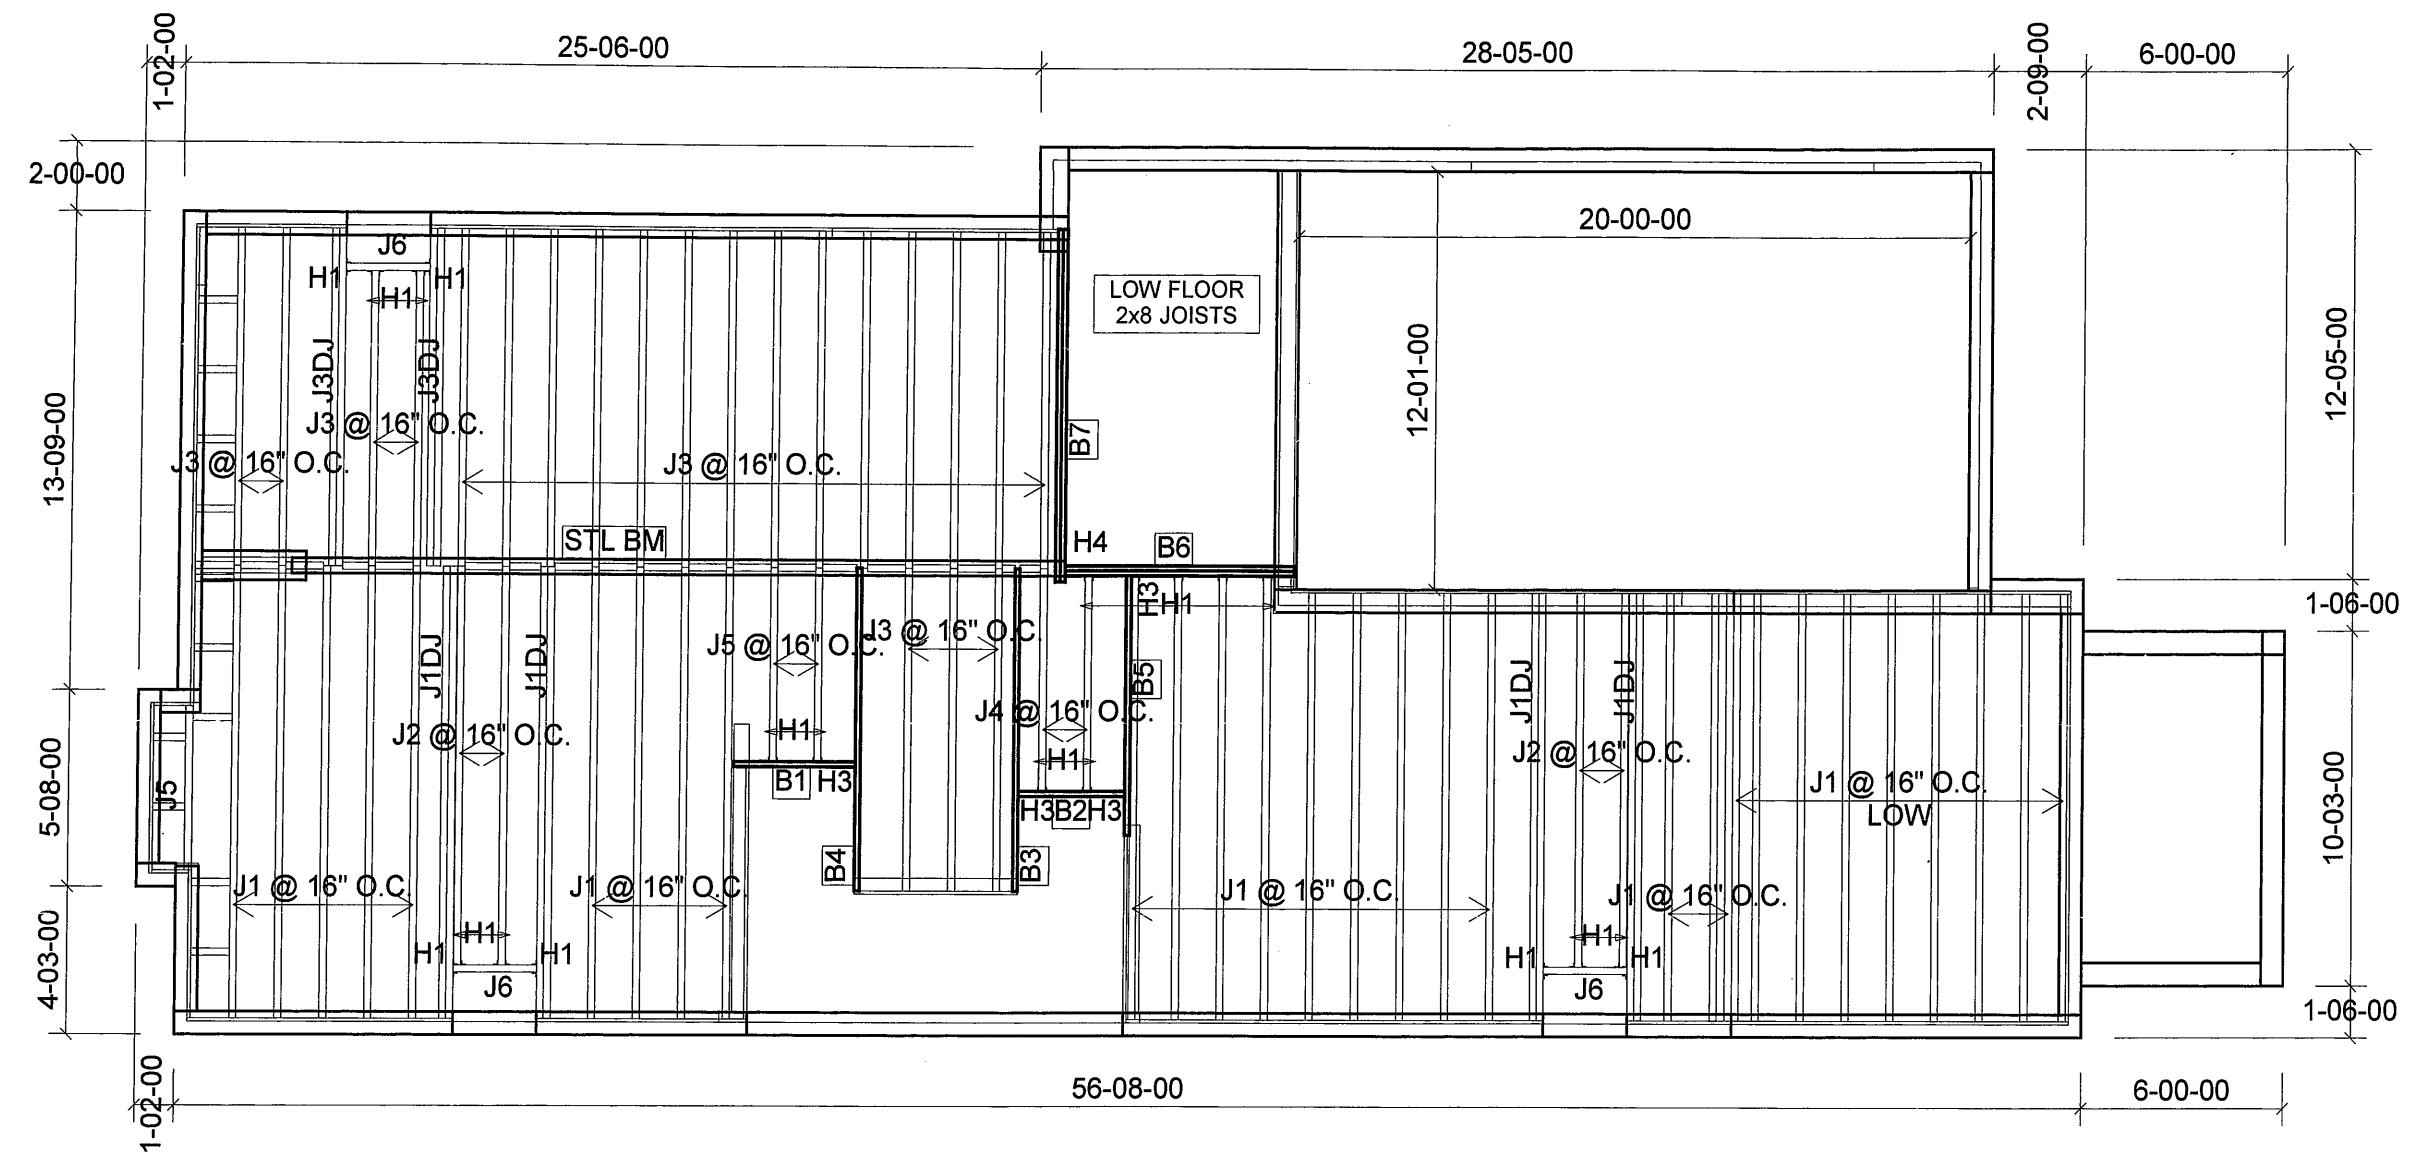 1-02-00
25-06-00
28-05-00
2-09-00
6-00-00
2-00-00
20-00-00
J6
H1
H1
H1
LOW FLOOR
2x8 JOISTS
J3DJ
J3DJ
12-01-00
12-05-00
13-09-00
J3 @ 16" O.C.
J3 @ 16" O.C.
J3 @ 16" O.C.
B7
STL BM
H4
B6
H3
H1
1-06-00
J1DJ
J1DJ
J5 @ 16" O.C.
J3 @ 16" O.C.
B5
J1DJ
J1DJ
J4 @ 16" O.C.
J2 @ 16" O.C.
H1
H1
J2 @ 16" O.C.
5-08-00
J5
B1
H3
H3
B2
H3
J1 @ 16" O.C.
LOW
10-03-00
B4
B3
J1 @ 16" O.C.
J1 @ 16" O.C.
J1 @ 16" O.C.
J1 @ 16" O.C.
4-03-00
H1
H1
H1
J6
H1
H1
H1
J6
1-06-00
1-02-00
56-08-00
6-00-00